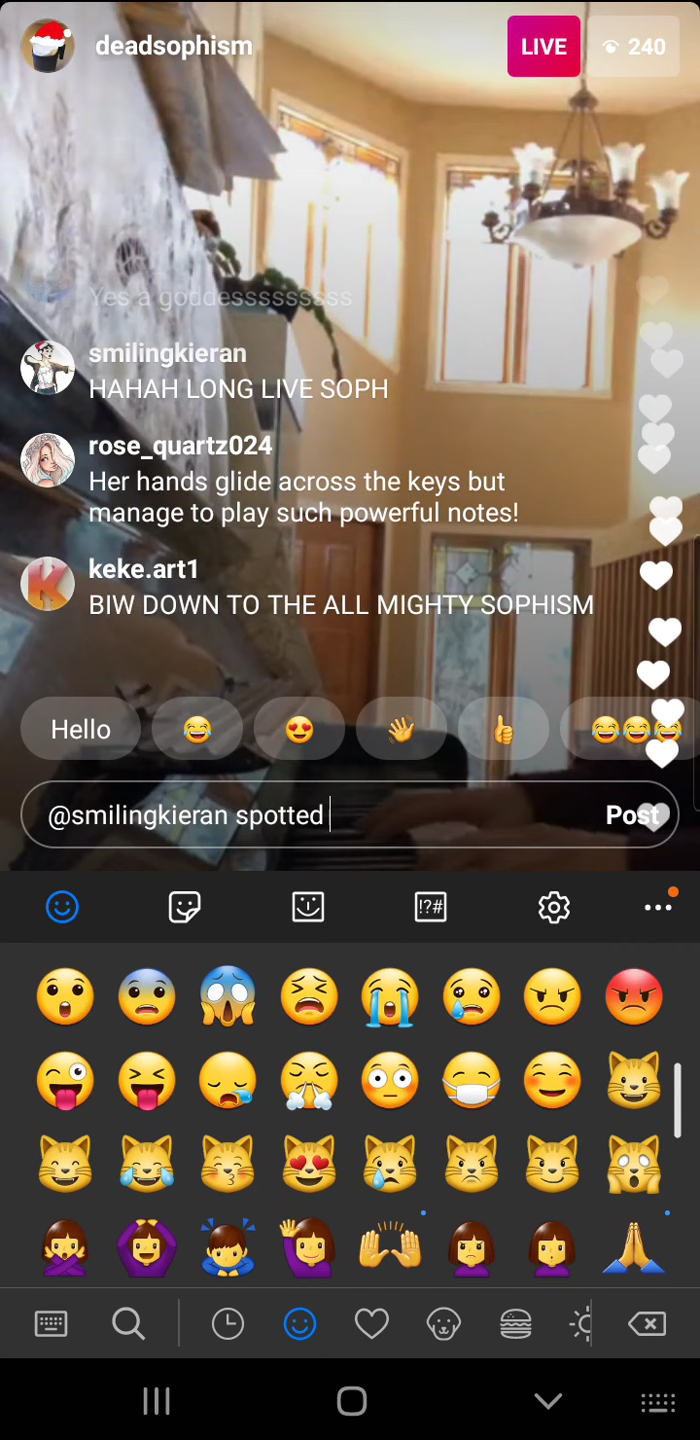 deadsophism
LIVE
240
Yes a goddesssssssss
smilingkieran
HAHAH LONG LIVE SOPH
rose_quartz024
Her hands glide across the keys but
manage to play such powerful notes!
keke.art1
BIW DOWN TO THE ALL MIGHTY SOPHISM
Hello
@smilingkieran spotted
Post
!?#